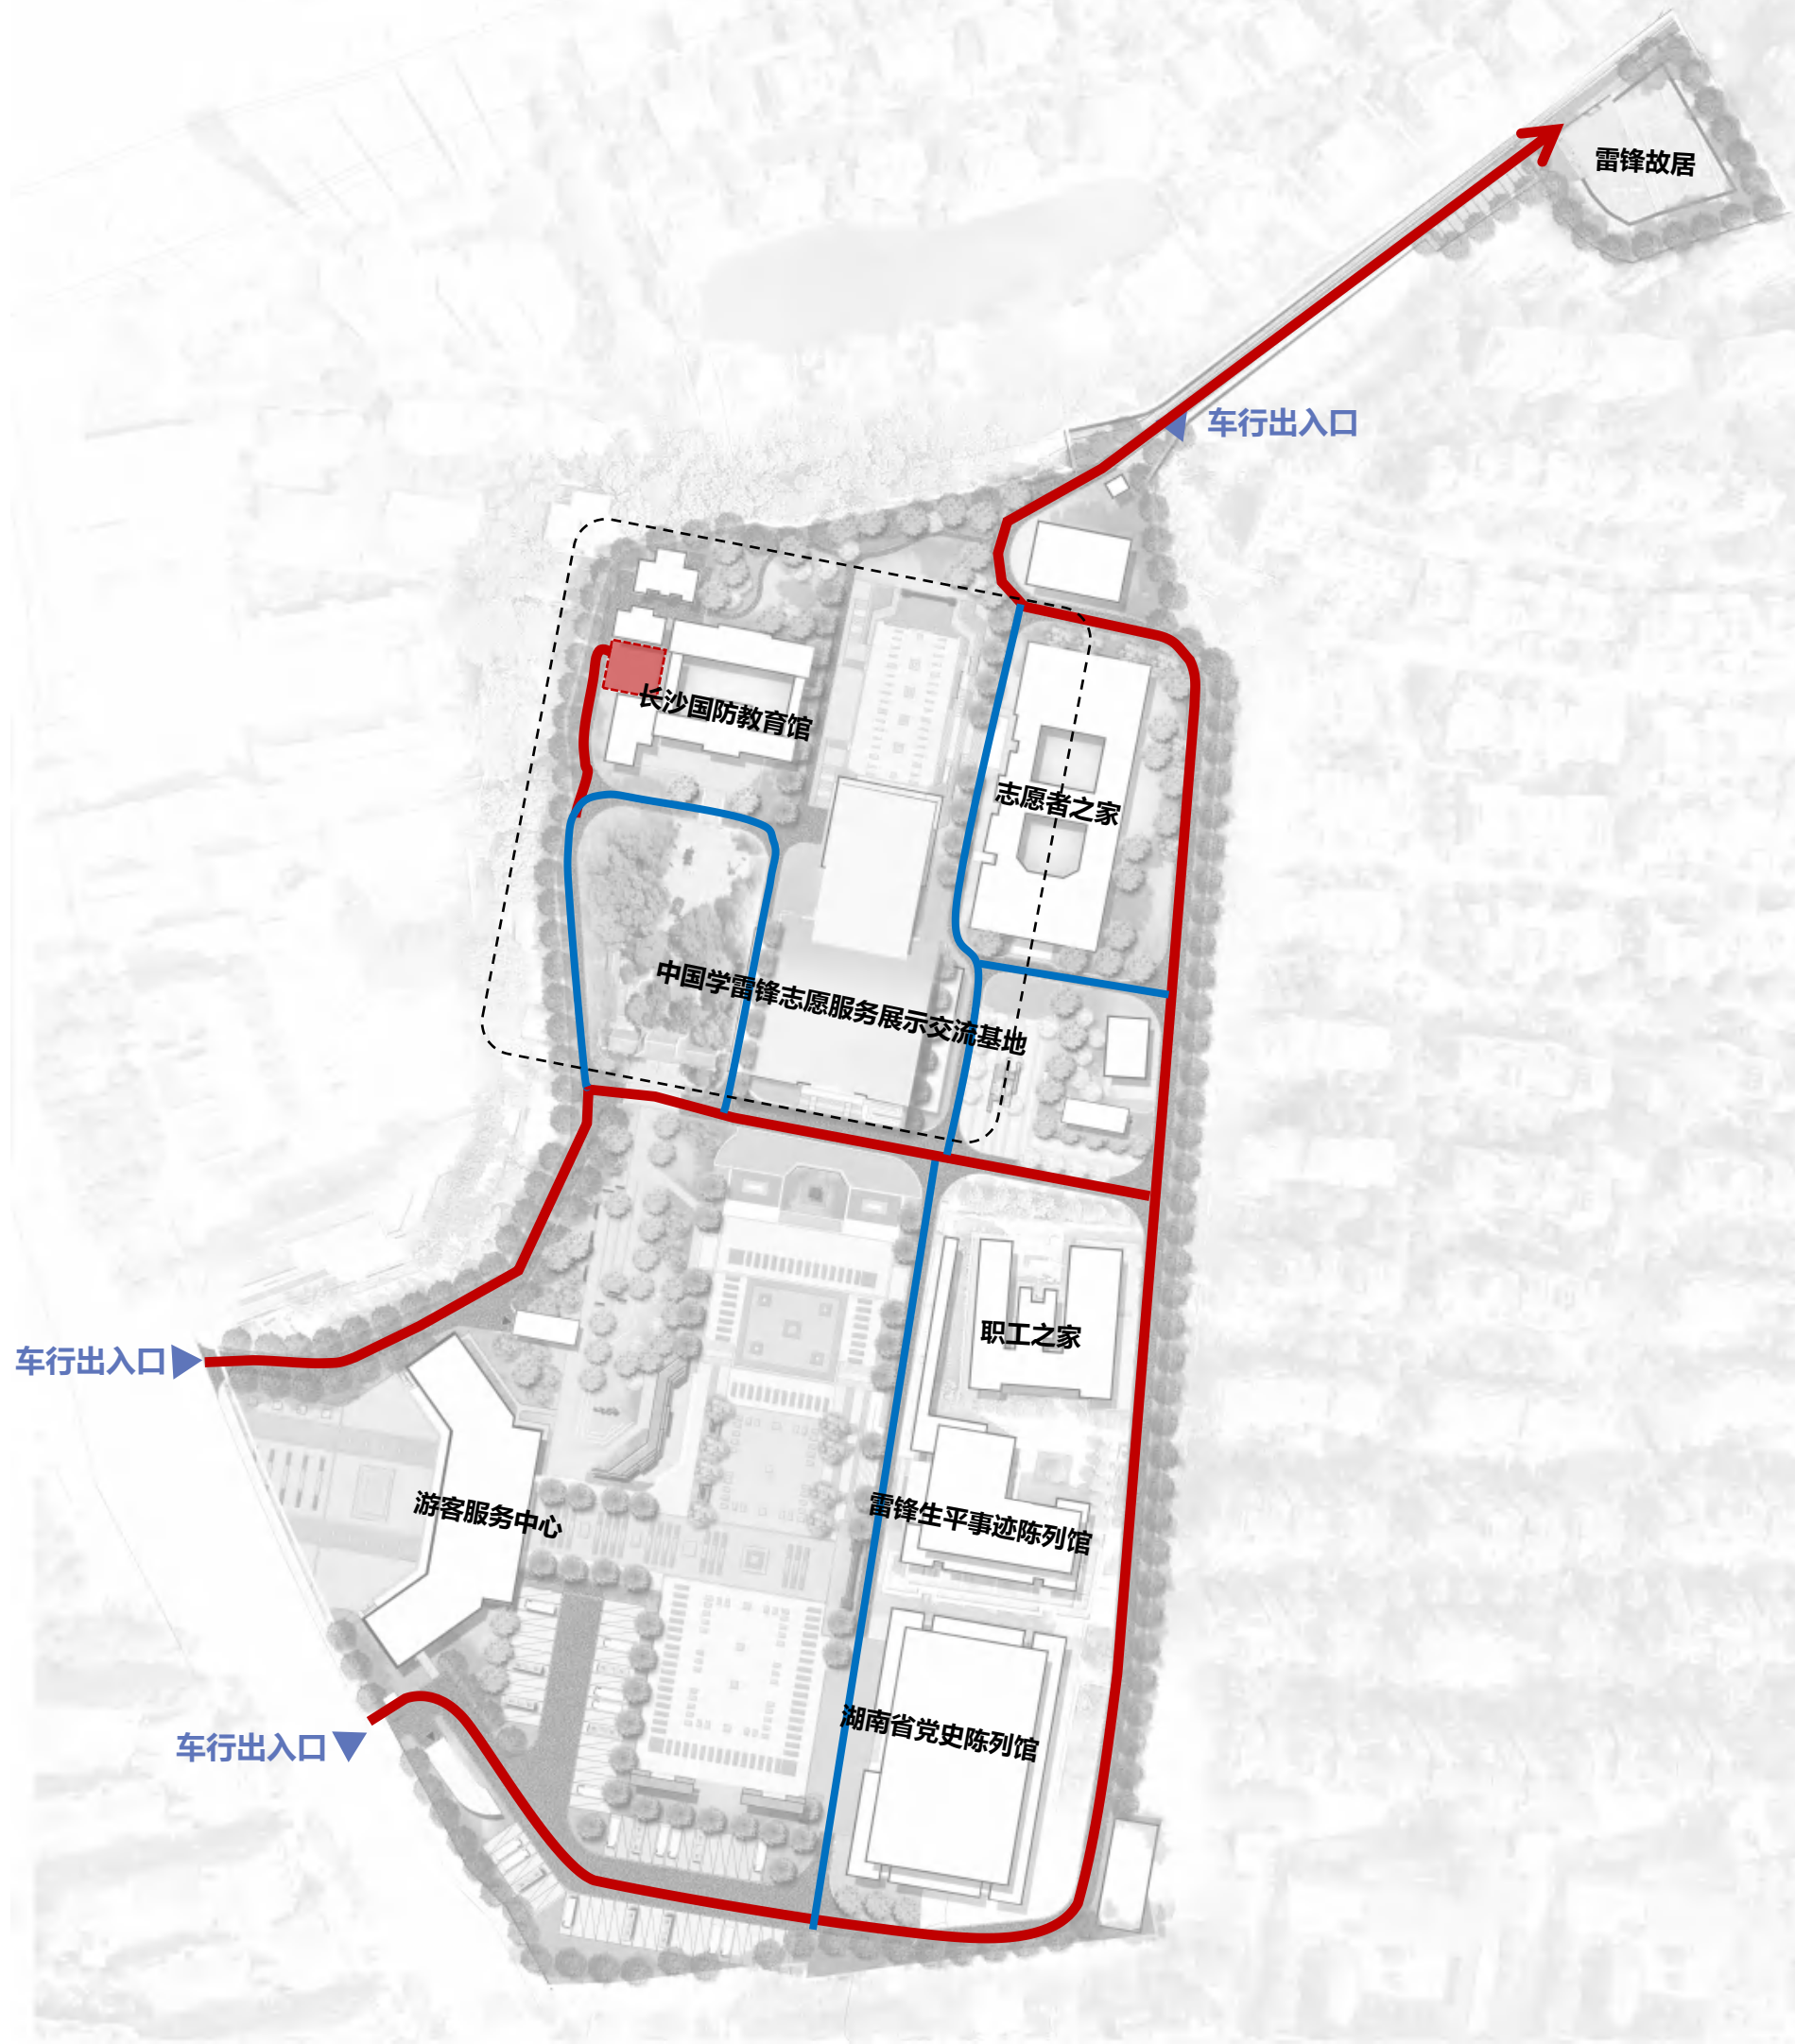 雷锋故居
车行出入口
长沙国防教育馆
志愿者之家
中国学雷锋志愿服务展示交流基地
职工之家
车行出入口
游客服务中心
雷锋生平事迹陈列馆
湖南省党史陈列馆
车行出入口